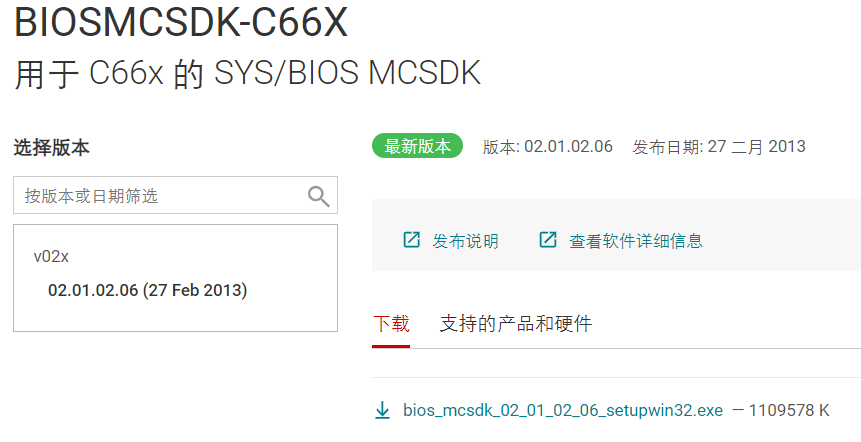 BIOSMCSDK-C66X
用于 C66x 的 SYS/BIOS MCSDK
选择版本
按版本或日期筛选
v02x
02.01.02.06 (27 Feb 2013)
最新版本 版本: 02.01.02.06 发布日期: 27 二月 2013
发布说明 查看软件详细信息
下载 支持的产品和硬件
bios_mcsdk_02_01_02_06_setupwin32.exe — 1109578 K